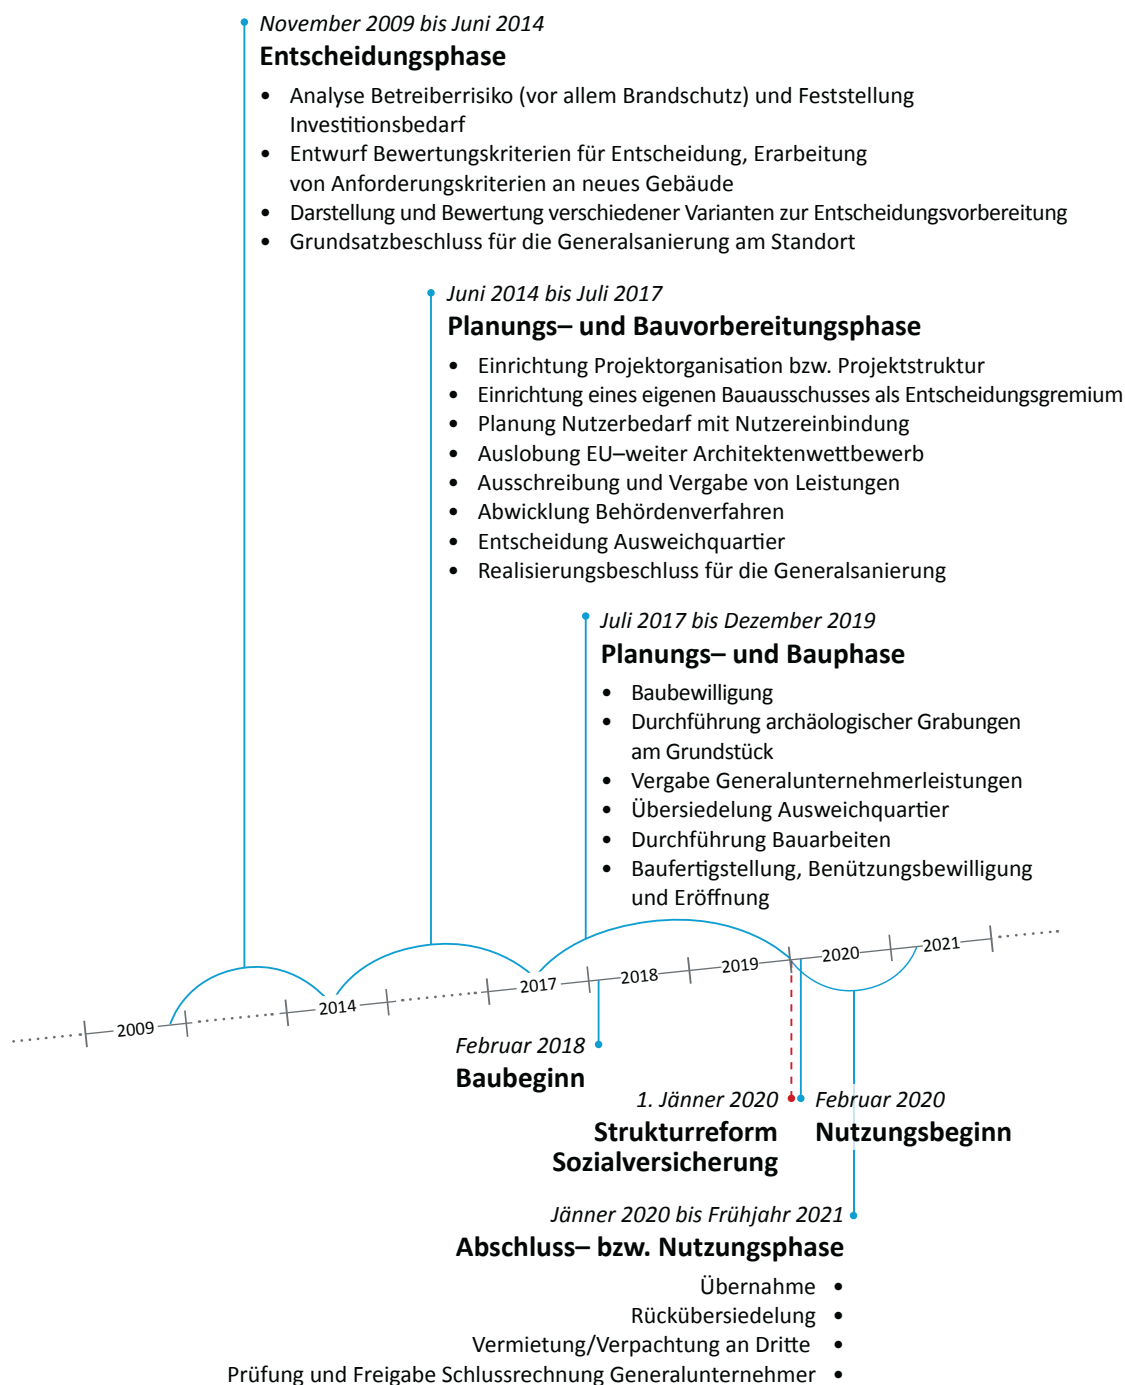 November 2009 bis Juni 2014
Entscheidungsphase
• Analyse Betreiberrisiko (vor allem Brandschutz) und Feststellung
Investitionsbedarf
• Entwurf Bewertungskriterien für Entscheidung, Erarbeitung
von Anforderungskriterien an neues Gebäude
• Darstellung und Bewertung verschiedener Varianten zur Entscheidungsvorbereitung
• Grundsatzbeschluss für die Generalsanierung am Standort
Juni 2014 bis Juli 2017
Planungs– und Bauvorbereitungsphase
• Einrichtung Projektorganisation bzw. Projektstruktur
• Einrichtung eines eigenen Bauausschusses als Entscheidungsgremium
• Planung Nutzerbedarf mit Nutzereinbindung
• Auslobung EU–weiter Architektenwettbewerb
• Ausschreibung und Vergabe von Leistungen
• Abwicklung Behördenverfahren
• Entscheidung Ausweichquartier
• Realisierungsbeschluss für die Generalsanierung
Juli 2017 bis Dezember 2019
Planungs– und Bauphase
• Baubewilligung
• Durchführung archäologischer Grabungen
am Grundstück
• Vergabe Generalunternehmerleistungen
• Übersiedelung Ausweichquartier
• Durchführung Bauarbeiten
• Baufertigstellung, Benützungsbewilligung
und Eröffnung
2009 2014 2017 2018 2019 2020 2021
Februar 2018
Baubeginn
1. Jänner 2020
Strukturreform
Sozialversicherung
Februar 2020
Nutzungsbeginn
Jänner 2020 bis Frühjahr 2021
Abschluss– bzw. Nutzungsphase
Übernahme •
Rückübersiedelung •
Vermietung/Verpachtung an Dritte •
Prüfung und Freigabe Schlussrechnung Generalunternehmer •